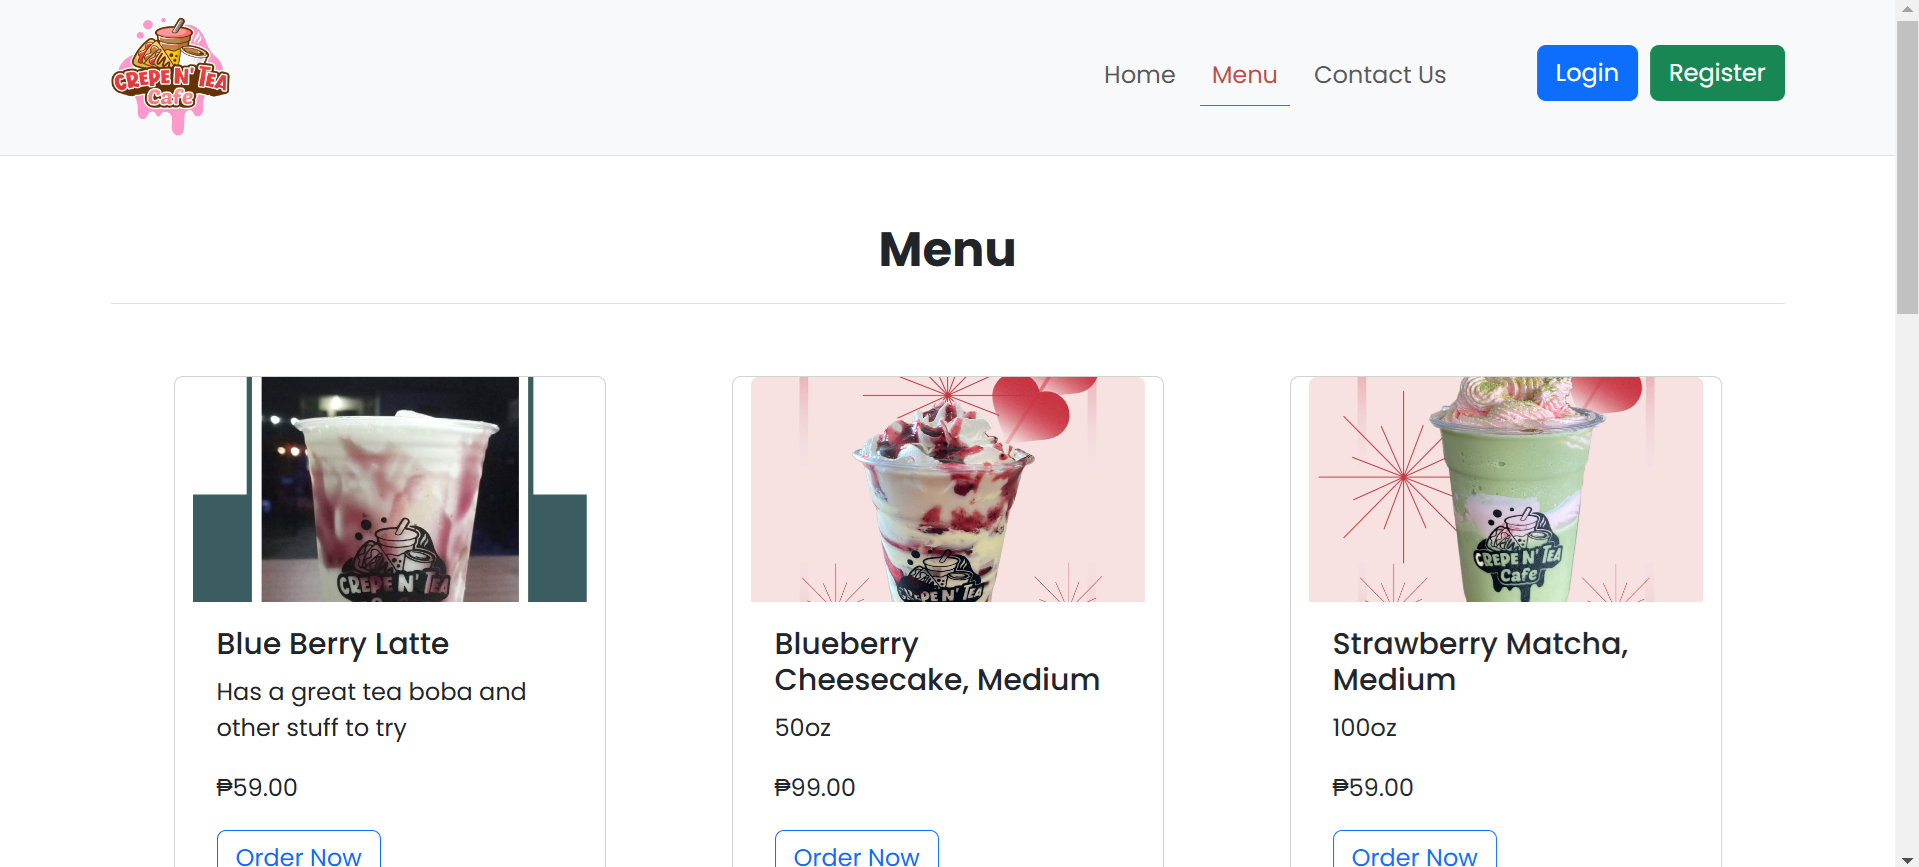 CREPE N' TEA
Cafe
Home
Menu
Contact Us
Login
Register
Menu
CREPE N' TEA
CREPE N' TEA
CREPE N' TEA
Cafe
Blue Berry Latte
Has a great tea boba and
other stuff to try
₱59.00
Order Now
Blueberry
Cheesecake, Medium
50oz
₱99.00
Order Now
Strawberry Matcha,
Medium
100oz
₱59.00
Order Now